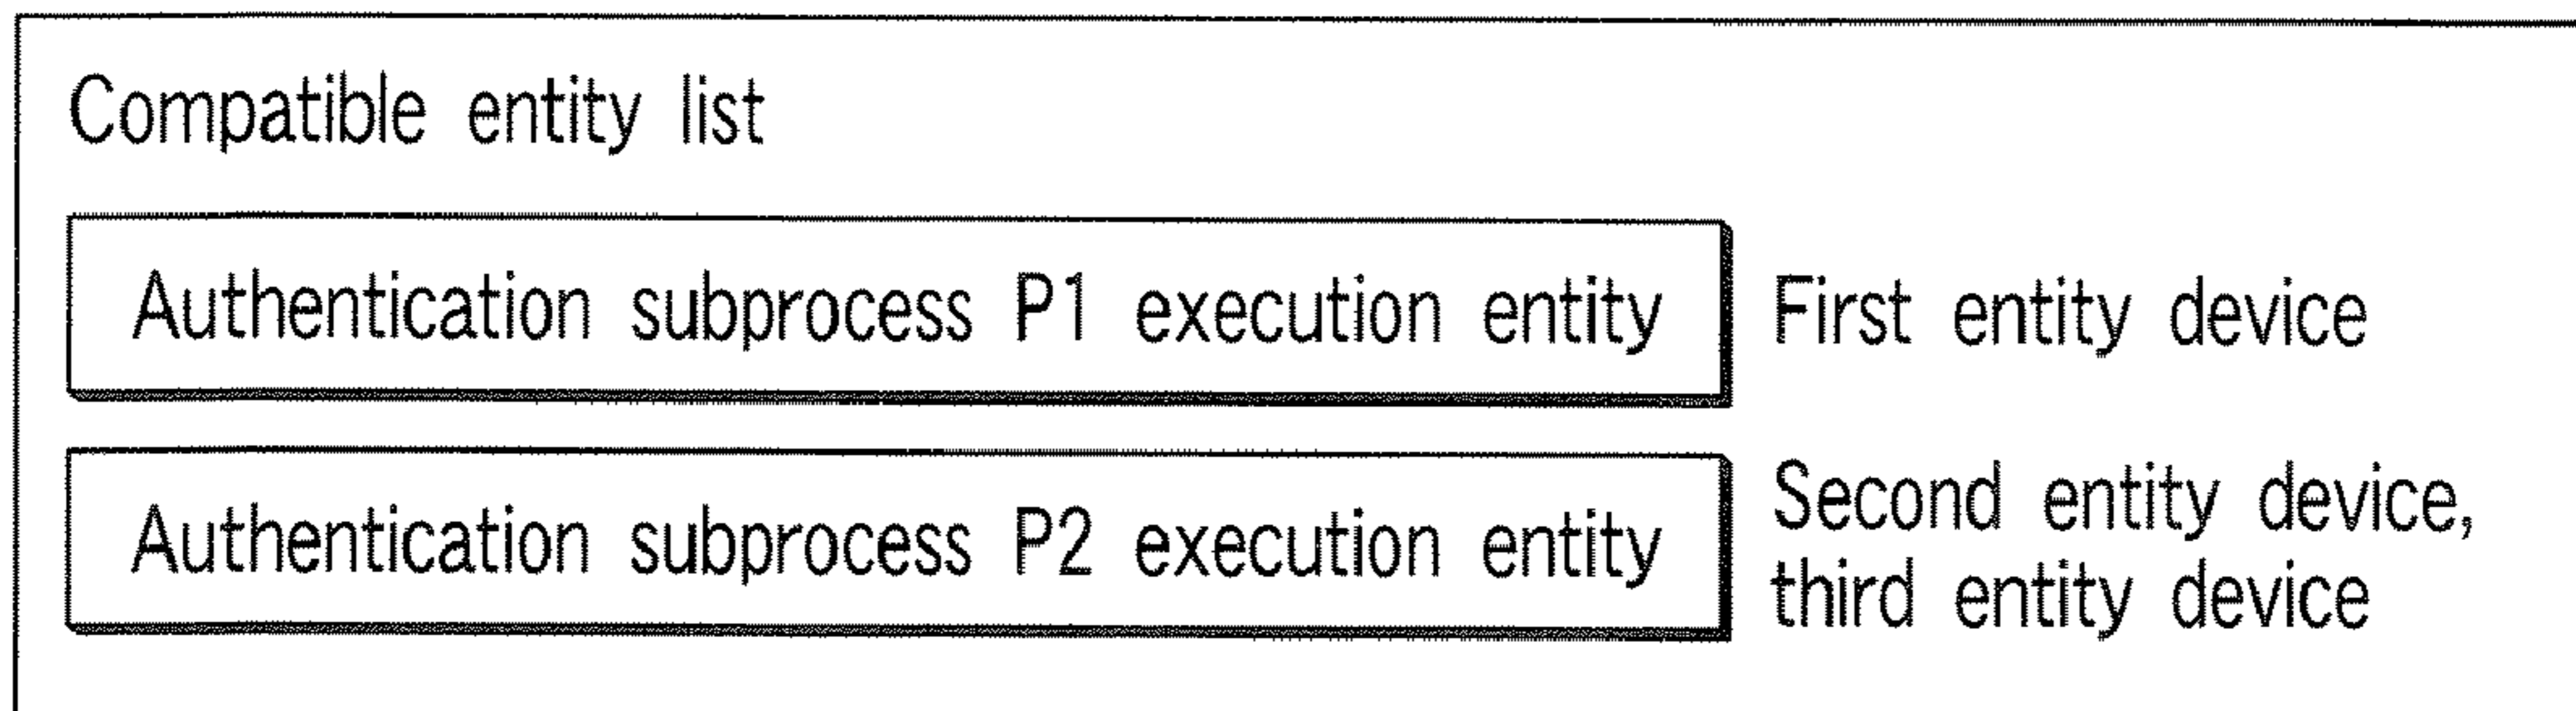 Compatible entity list
Authentication subprocess P1 execution entity
First entity device
Authentication subprocess P2 execution entity
Second entity device,
third entity device